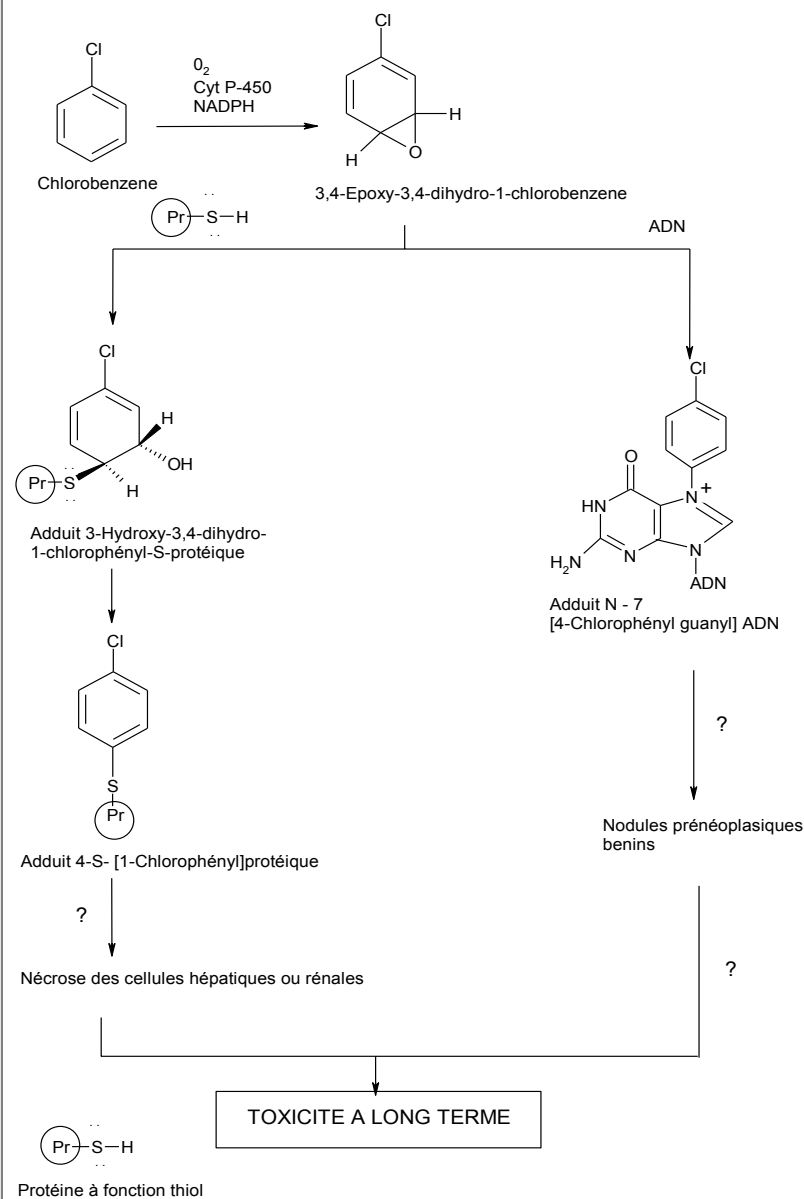 Cl
Cl
02
Cyt P-450
NADPH
H
O
H
Chlorobenzene
3,4-Epoxy-3,4-dihydro-1-chlorobenzene
Pr S H
ADN
Cl
H
OH
Pr S
H
Adduit 3-Hydroxy-3,4-dihydro-
1-chlorophényl-S-protéique
Cl
O
N +
HN
H2N
N
N
ADN
Adduit N - 7
[4-Chlorophényl guanyl] ADN
Cl
S
Pr
Adduit 4-S- [1-Chlorophényl]protéique
?
Nodules prénéoplasiques
benins
?
Nécrose des cellules hépatiques ou rénales
?
TOXICITE A LONG TERME
Pr S H
Protéine à fonction thiol